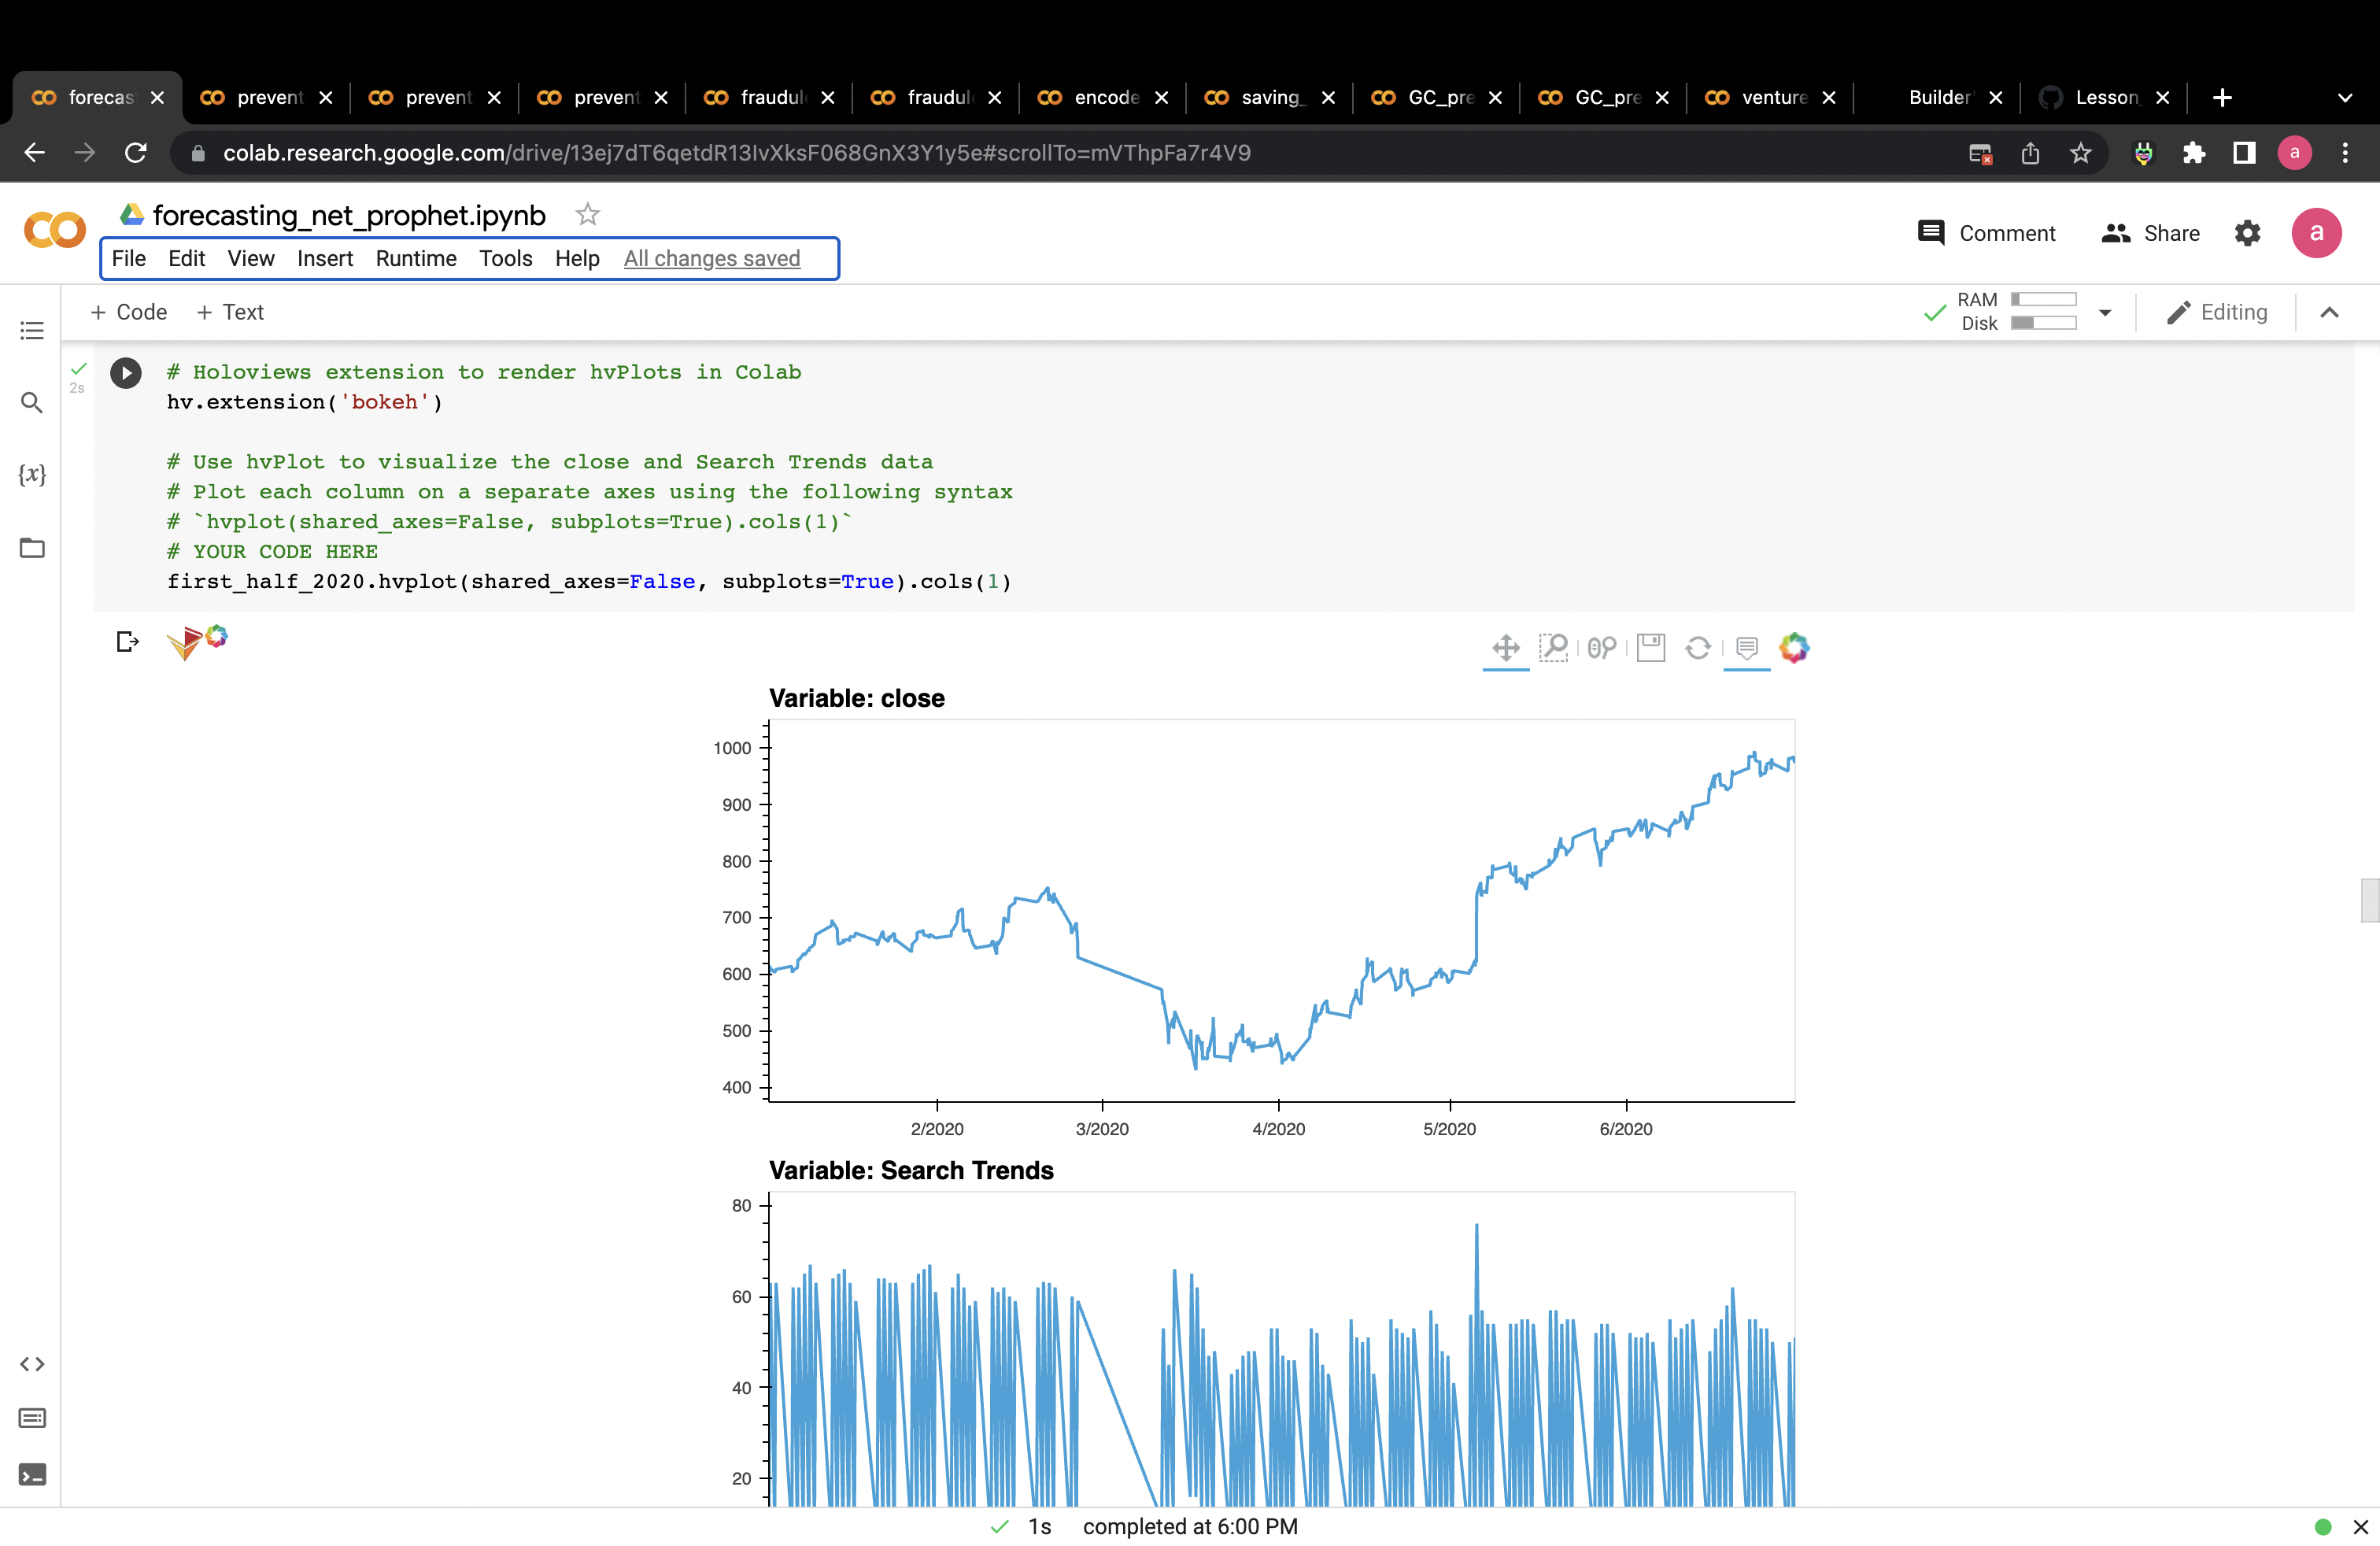 forecas
prevent
prevent
prevent
fraudul
fraudul
encode
saving_
GC_pre
GC_pre
venture
Builder'
Lesson_
colab.research.google.com/drive/13ej7dT6qetdR13IvXksF068GnX3Y1y5e#scrollTo=mVThpFa7r4V9
a
forecasting_net_prophet.ipynb
Comment
Share
a
File Edit View Insert Runtime Tools Help All changes saved
+ Code + Text
RAM
Disk
Editing
2s
# Holoviews extension to render hvPlots in Colab
hv.extension('bokeh')
# Use hvPlot to visualize the close and Search Trends data
# Plot each column on a separate axes using the following syntax
# `hvplot(shared_axes=False, subplots=True).cols(1)`
# YOUR CODE HERE
first_half_2020.hvplot(shared_axes=False, subplots=True).cols(1)
{x}
Variable: close
1000
900
800
700
600
500
400
2/2020 3/2020 4/2020 5/2020 6/2020
Variable: Search Trends
80
60
40
20
1s completed at 6:00 PM